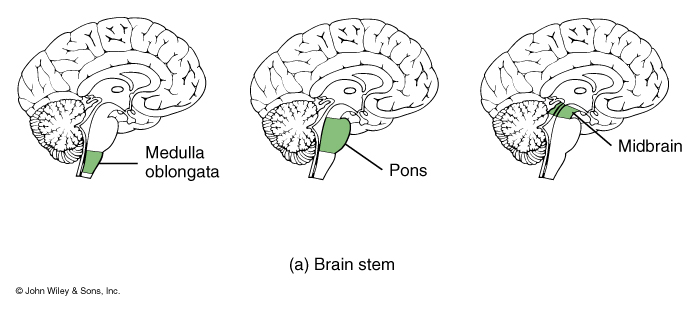 Medulla
oblongata
Pons
Midbrain
(a) Brain stem
© John Wiley & Sons, Inc.